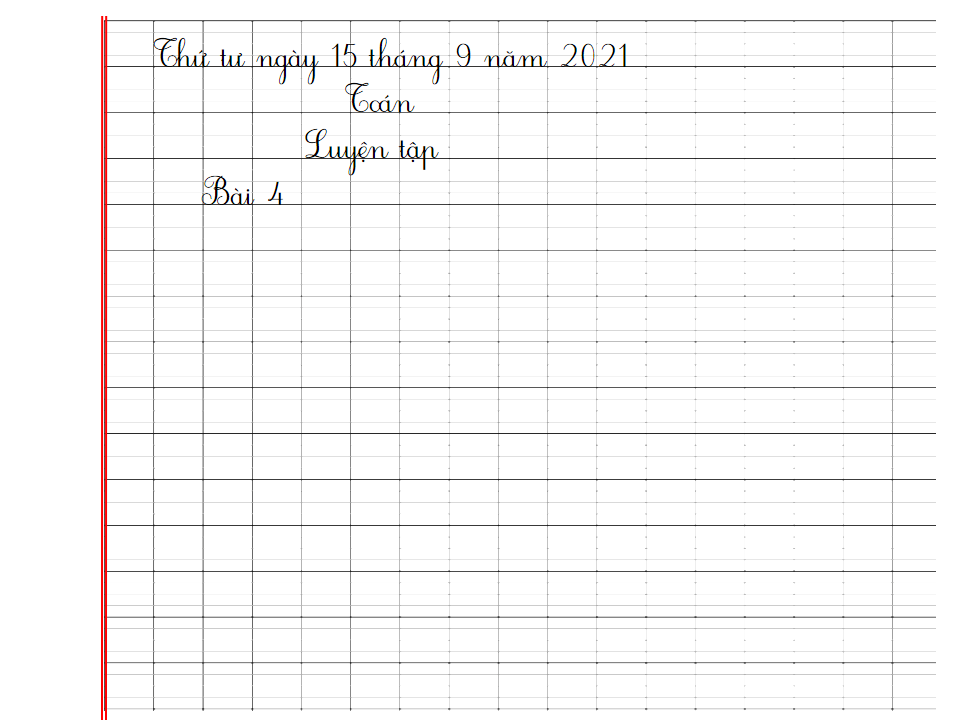 Thứ tư ngày 15 tháng 9 năm 2021
Toán
Luyện tập
Bài 4